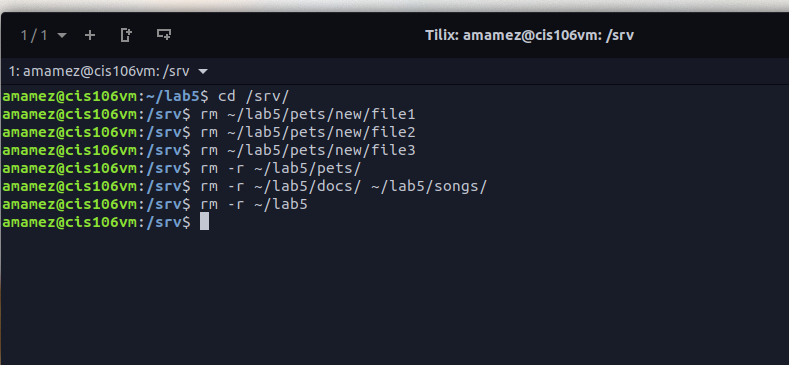 1 / 1
Tilix: amamez@cis106vm: /srv
1: amamez@cis106vm: /srv
amamez@cis106vm:~/lab5$ cd /srv/
amamez@cis106vm:/srv$ rm ~/lab5/pets/new/file1
amamez@cis106vm:/srv$ rm ~/lab5/pets/new/file2
amamez@cis106vm:/srv$ rm ~/lab5/pets/new/file3
amamez@cis106vm:/srv$ rm -r ~/lab5/pets/
amamez@cis106vm:/srv$ rm -r ~/lab5/docs/ ~/lab5/songs/
amamez@cis106vm:/srv$ rm -r ~/lab5
amamez@cis106vm:/srv$